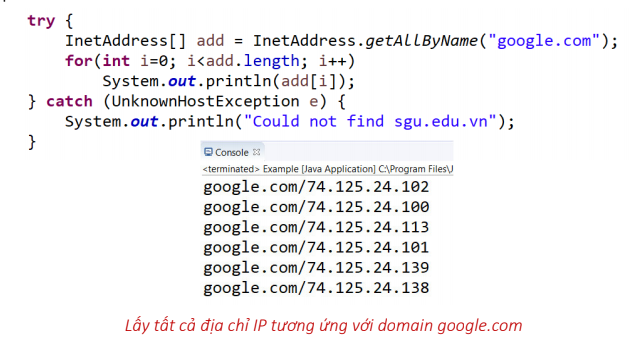 try {
InetAddress[] add = InetAddress.getAllByName("google.com");
for(int i=0; i<add.length; i++)
System.out.println(add[i]);
} catch (UnknownHostException e) {
System.out.println("Could not find sgu.edu.vn");
}
Console
<terminated> Example [Java Application] C:\Program Files\J
google.com/74.125.24.102
google.com/74.125.24.100
google.com/74.125.24.113
google.com/74.125.24.101
google.com/74.125.24.139
google.com/74.125.24.138
Lấy tất cả địa chỉ IP tương ứng với domain google.com